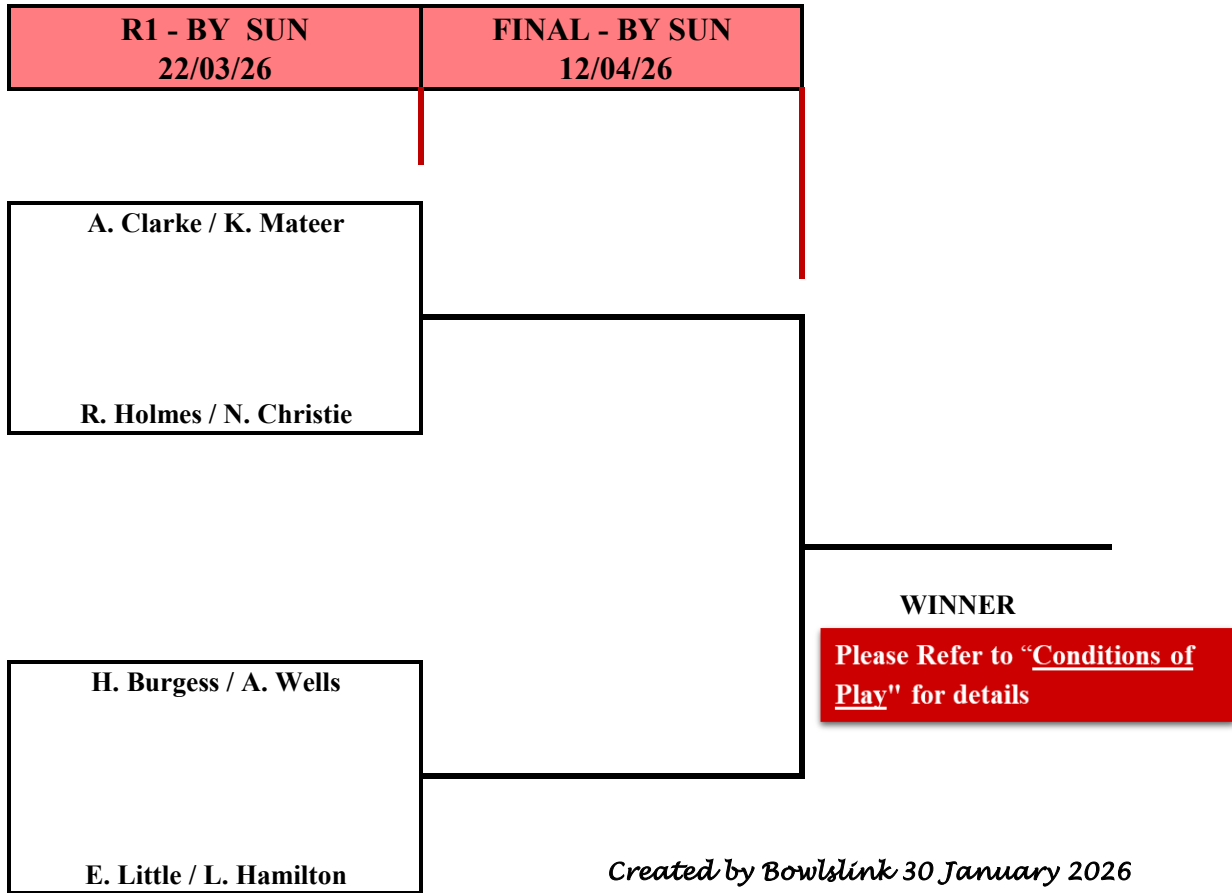 R1 - BY SUN
22/03/26
FINAL - BY SUN
12/04/26
A. Clarke / K. Mateer
R. Holmes / N. Christie
WINNER
Please Refer to “Conditions of
Play" for details
H. Burgess / A. Wells
E. Little / L. Hamilton
Created by Bowlslink 30 January 2026